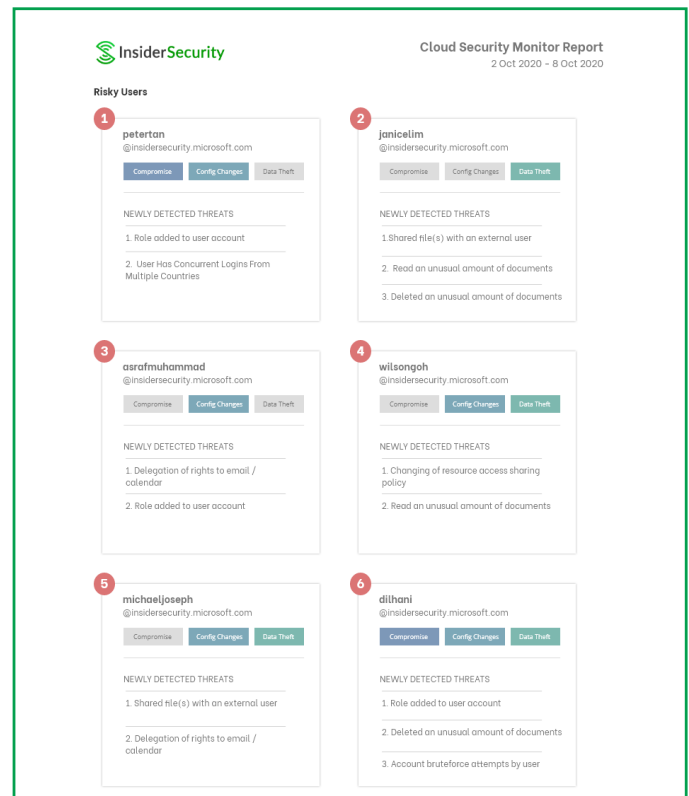 InsiderSecurity
Cloud Security Monitor Report
2 Oct 2020 - 8 Oct 2020
Risky Users
1
petertan
@insidersecurity.microsoft.com
Compromise Config Changes Data Theft
NEWLY DETECTED THREATS
1. Role added to user account
2. User Has Concurrent Logins From
Multiple Countries
2
janicelim
@insidersecurity.microsoft.com
Compromise Config Changes Data Theft
NEWLY DETECTED THREATS
1.Shared file(s) with an external user
2. Read an unusual amount of documents
3. Deleted an unusual amount of documents
3
asrafmuhammad
@insidersecurity.microsoft.com
Compromise Config Changes Data Theft
NEWLY DETECTED THREATS
1. Delegation of rights to email /
calendar
2. Role added to user account
4
wilsongoh
@insidersecurity.microsoft.com
Compromise Config Changes Data Theft
NEWLY DETECTED THREATS
1. Changing of resource access sharing
policy
2. Read an unusual amount of documents
5
michaeljoseph
@insidersecurity.microsoft.com
Compromise Config Changes Data Theft
NEWLY DETECTED THREATS
1. Shared file(s) with an external user
2. Delegation of rights to email /
calendar
6
dilhani
@insidersecurity.microsoft.com
Compromise Config Changes Data Theft
NEWLY DETECTED THREATS
1. Role added to user account
2. Deleted an unusual amount of documents
3. Account bruteforce attempts by user